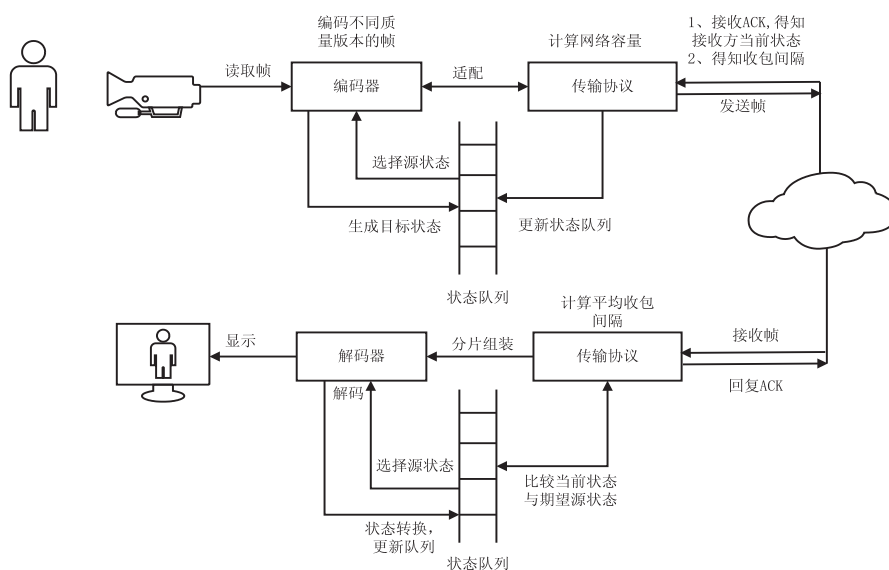 编码不同质
量版本的帧
计算网络容量
1、接收ACK,得知
接收方当前状态
2、得知收包间隔
读取帧
编码器
适配
传输协议
发送帧
选择源状态
生成目标状态
更新状态队列
状态队列
计算平均收包
间隔
显示
解码器
分片组装
传输协议
接收帧
回复ACK
解码
选择源状态
比较当前状态
与期望源状态
状态转换,
更新队列
状态队列